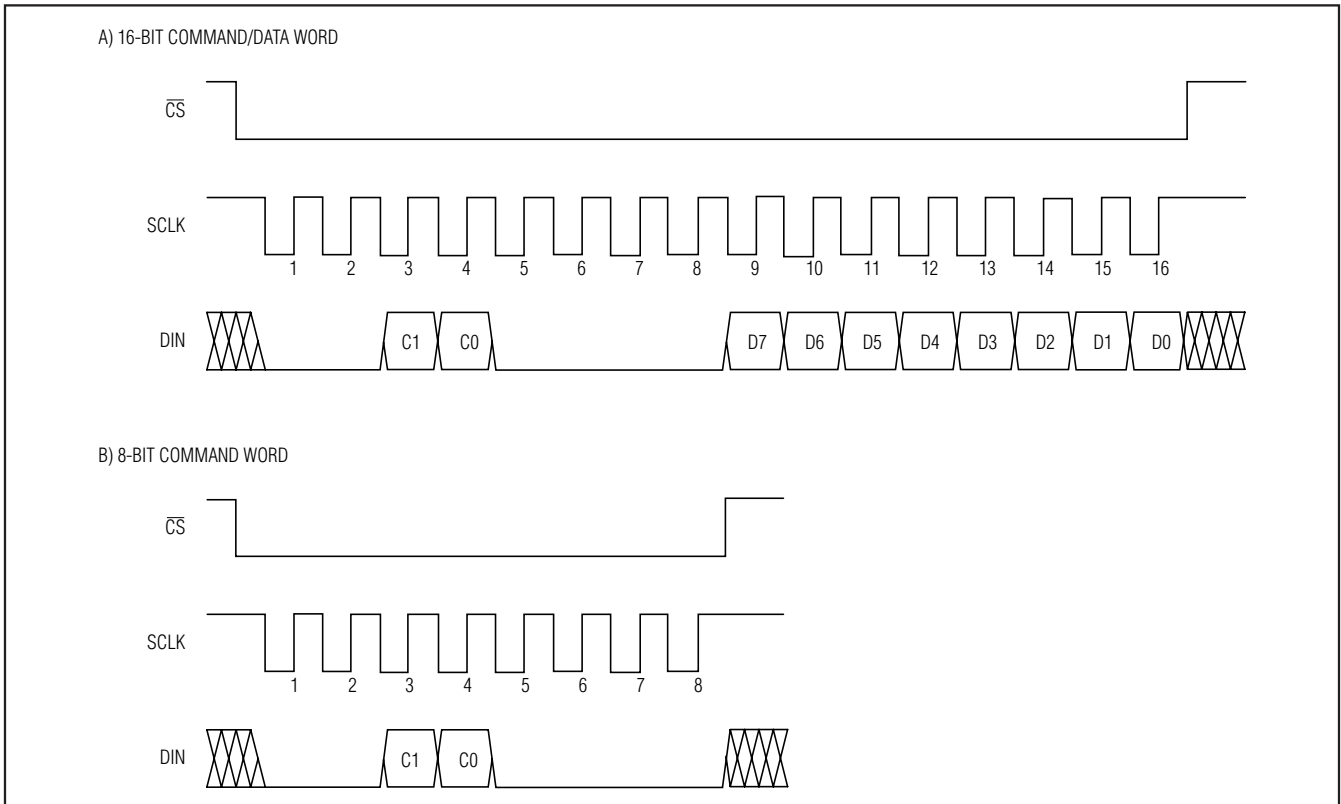 A) 16-BIT COMMAND/DATA WORD
C̅S̅
SCLK
1 2 3 4 5 6 7 8 9 10 11 12 13 14 15 16
DIN
C1 C0 D7 D6 D5 D4 D3 D2 D1 D0
B) 8-BIT COMMAND WORD
C̅S̅
SCLK
1 2 3 4 5 6 7 8
DIN
C1 C0